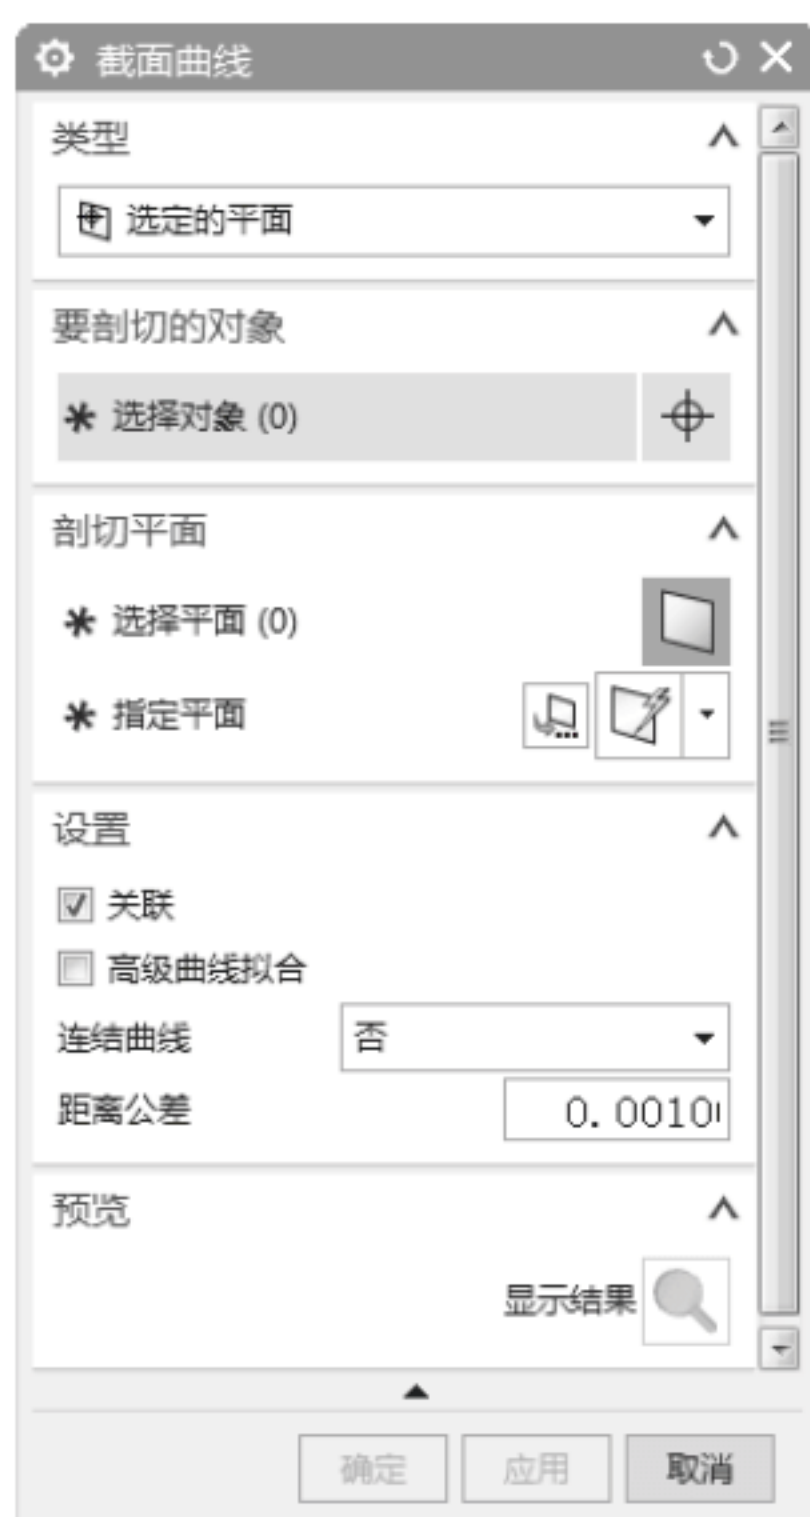 截面曲线
类型
选定的平面
要剖切的对象
* 选择对象 (0)
剖切平面
* 选择平面 (0)
* 指定平面
设置
关联
高级曲线拟合
连结曲线 否
距离公差 0.0010
预览
显示结果
确定 应用 取消